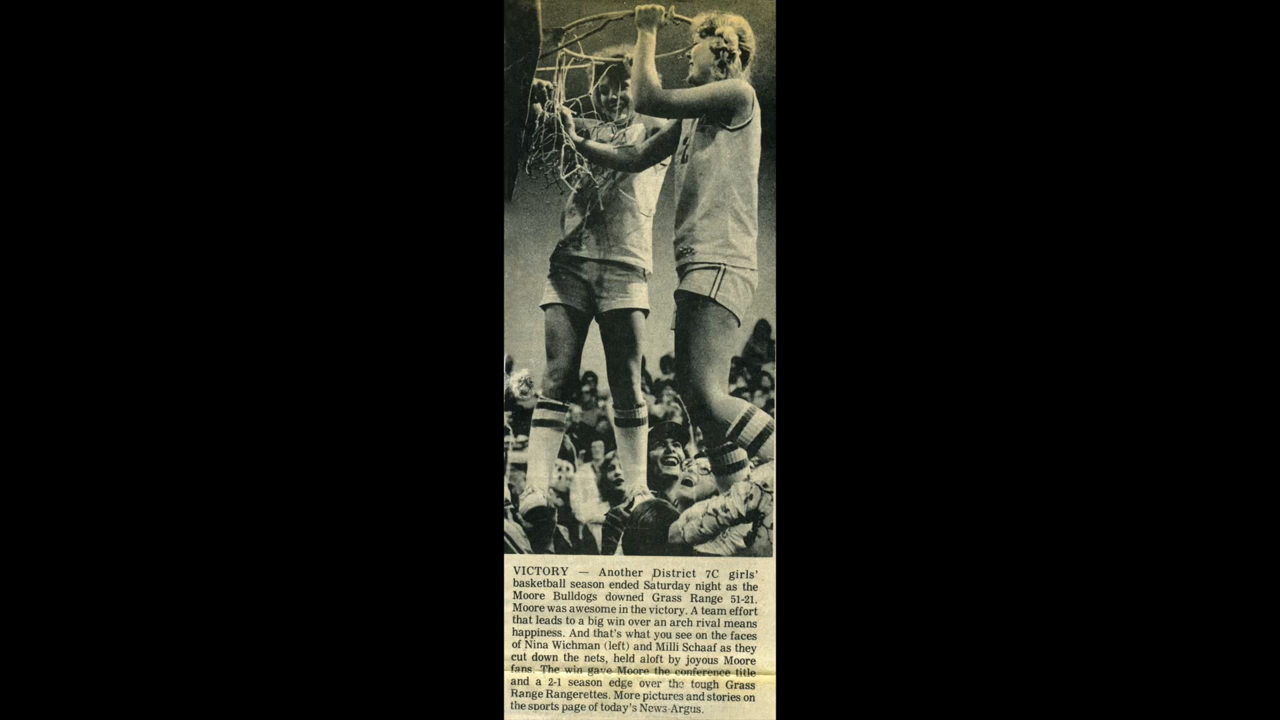 VICTORY — Another District 7C girls'
basketball season ended Saturday night as the
Moore Bulldogs downed Grass Range 51-21.
Moore was awesome in the victory. A team effort
that leads to a big win over an arch rival means
happiness. And that's what you see on the faces
of Nina Wichman (left) and Milli Schaaf as they
cut down the nets, held aloft by joyous Moore
fans. The win gave Moore the conference title
and a 2-1 season edge over the tough Grass
Range Rangerettes. More pictures and stories on
the sports page of today's News-Argus.